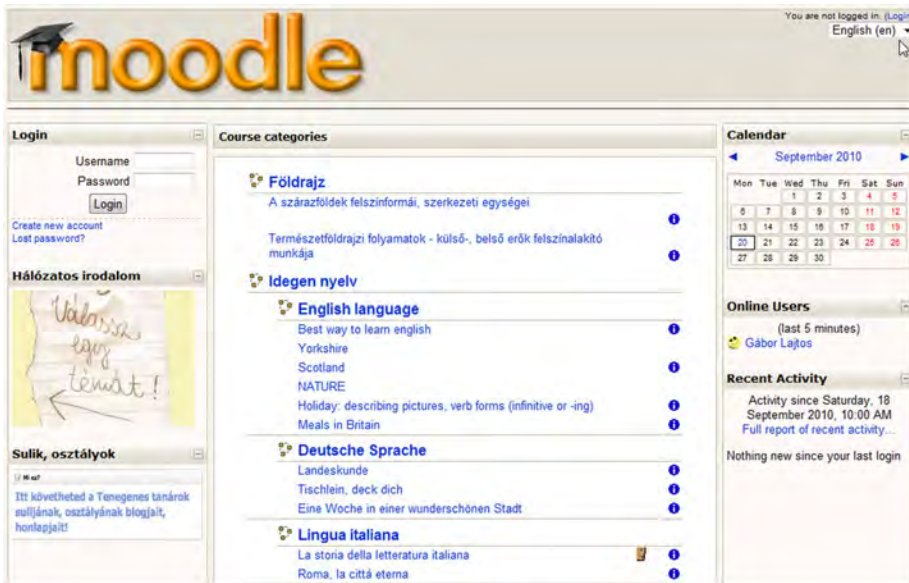 moodle
You are not logged in. (Login
English (en)
Login
Username
Password
Login
Create new account
Lost password?
Hálózatos irodalom
Válassz
egy
témát!
Sulik, osztályok
Mi ez?
Itt követheted a Tenegenes tanárok
sulijának, osztályának blogjait,
honlapjait!
Course categories
Földrajz
A szárazföldek felszínformái, szerkezeti egységei
Természetföldrajzi folyamatok - külső-, belső erők felszínalakító
munkája
Idegen nyelv
English language
Best way to learn english
Yorkshire
Scotland
NATURE
Holiday: describing pictures, verb forms (infinitive or -ing)
Meals in Britain
Deutsche Sprache
Landeskunde
Tischlein, deck dich
Eine Woche in einer wunderschönen Stadt
Lingua italiana
La storia della letteratura italiana
Roma, la cittá eterna
Calendar
September 2010
Mon Tue Wed Thu Fri Sat Sun
1 2 3 4 5
6 7 8 9 10 11 12
13 14 15 16 17 18 19
20 21 22 23 24 25 26
27 28 29 30
Online Users
(last 5 minutes)
Gábor Lajtos
Recent Activity
Activity since Saturday, 18
September 2010, 10:00 AM
Full report of recent activity...
Nothing new since your last login